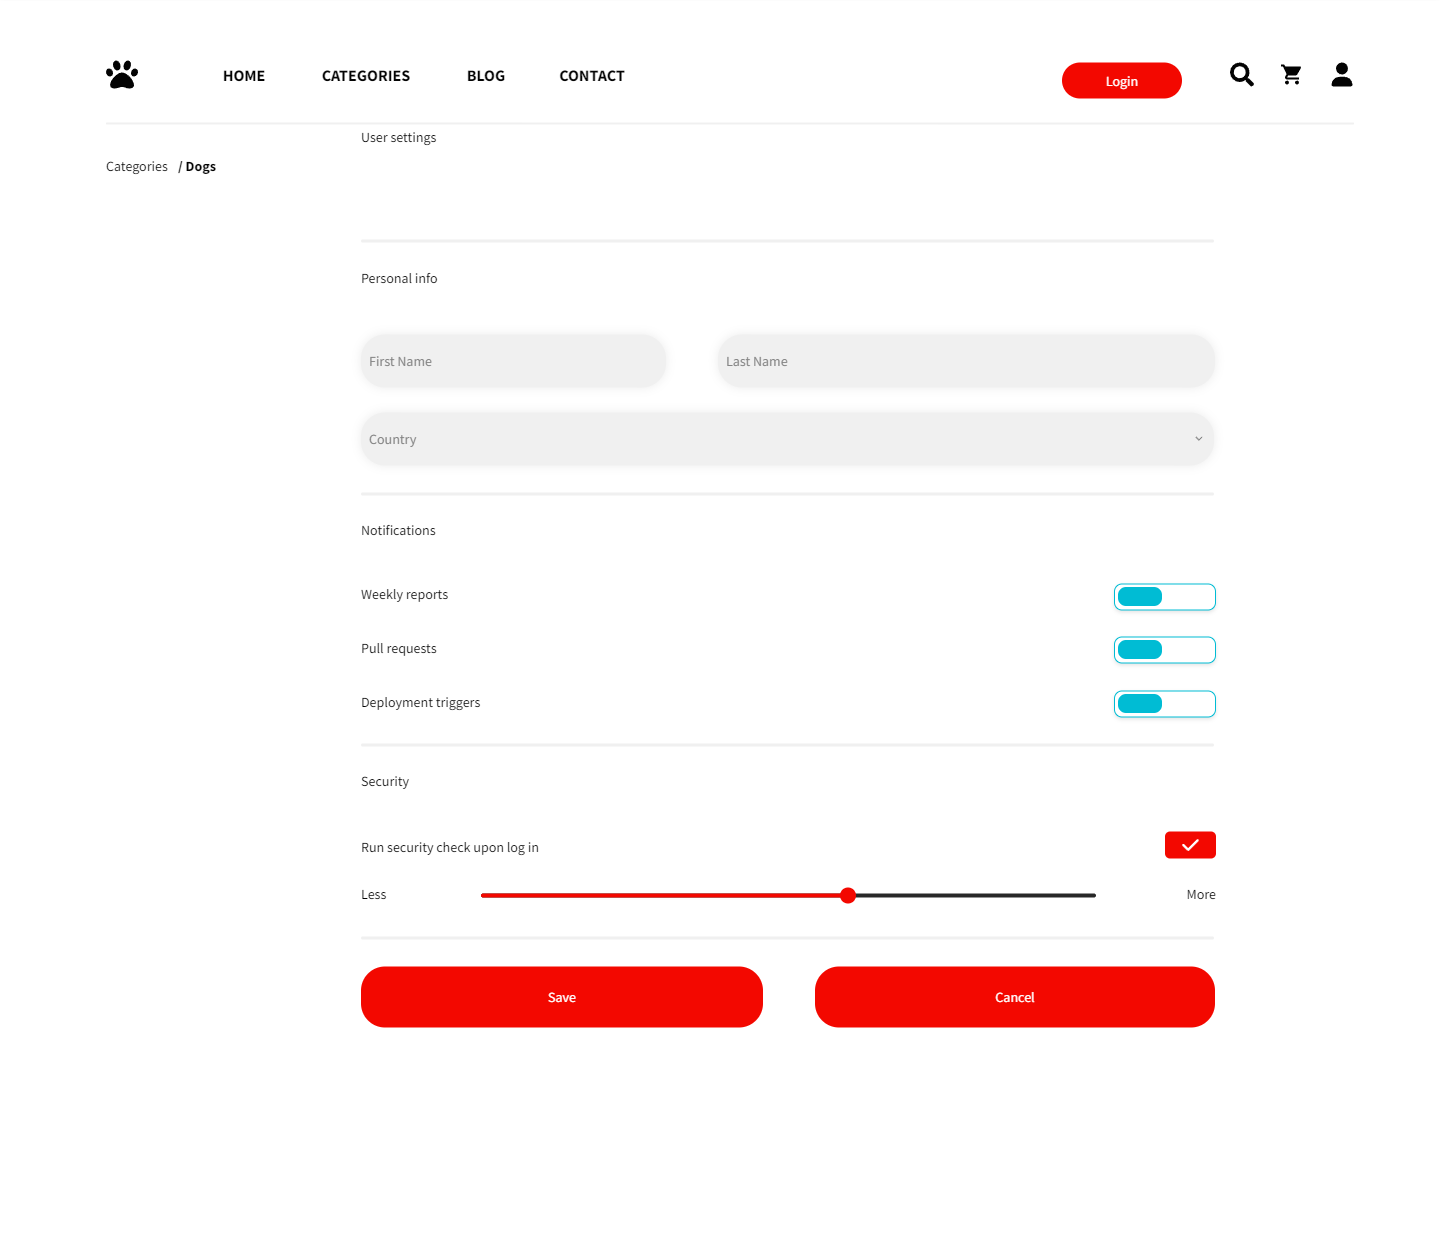 HOME CATEGORIES BLOG CONTACT Login
User settings
Categories / Dogs
Personal info
First Name Last Name
Country
Notifications
Weekly reports
Pull requests
Deployment triggers
Security
Run security check upon log in
Less More
Save Cancel